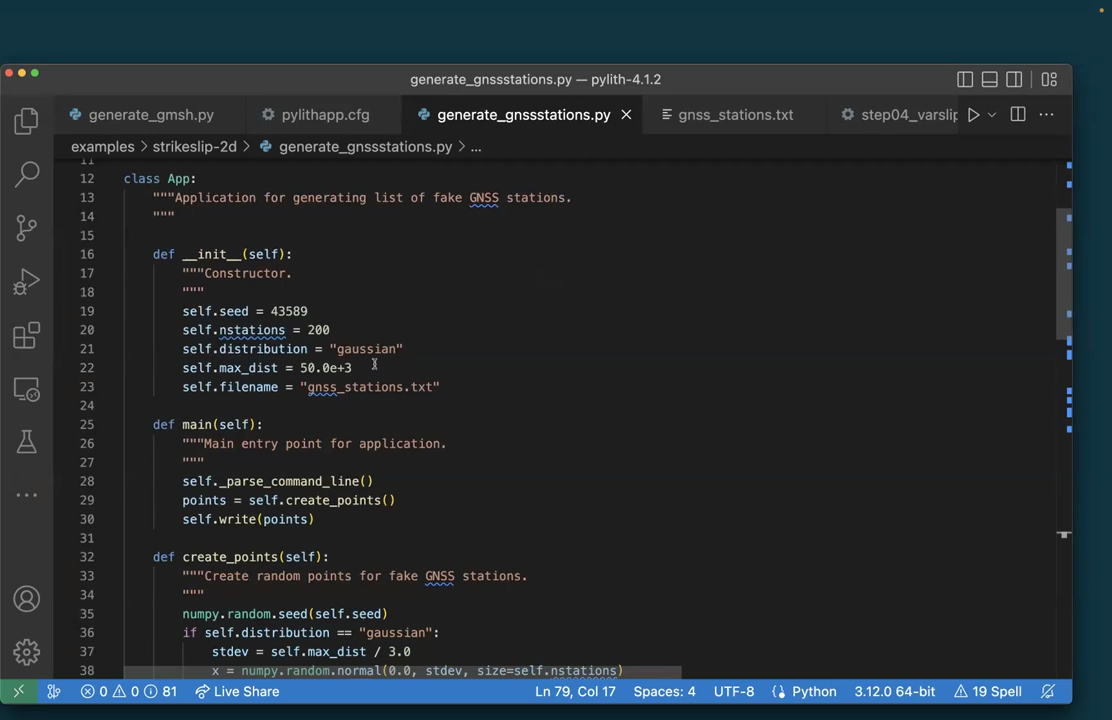 generate_gnssstations.py — pylith-4.1.2
generate_gmsh.py
pylithapp.cfg
generate_gnssstations.py
gnss_stations.txt
step04_varslip
examples > strikeslip-2d > generate_gnssstations.py > ...
11
12 class App:
13 """Application for generating list of fake GNSS stations.
14 """
15
16 def __init__(self):
17 """Constructor.
18 """
19 self.seed = 43589
20 self.nstations = 200
21 self.distribution = "gaussian"
22 self.max_dist = 50.0e+3
23 self.filename = "gnss_stations.txt"
24
25 def main(self):
26 """Main entry point for application.
27 """
28 self._parse_command_line()
29 points = self.create_points()
30 self.write(points)
31
32 def create_points(self):
33 """Create random points for fake GNSS stations.
34 """
35 numpy.random.seed(self.seed)
36 if self.distribution == "gaussian":
37 stdev = self.max_dist / 3.0
38 x = numpy.random.normal(0.0, stdev, size=self.nstations)
0 0 81 Live Share Ln 79, Col 17 Spaces: 4 UTF-8 Python 3.12.0 64-bit 19 Spell